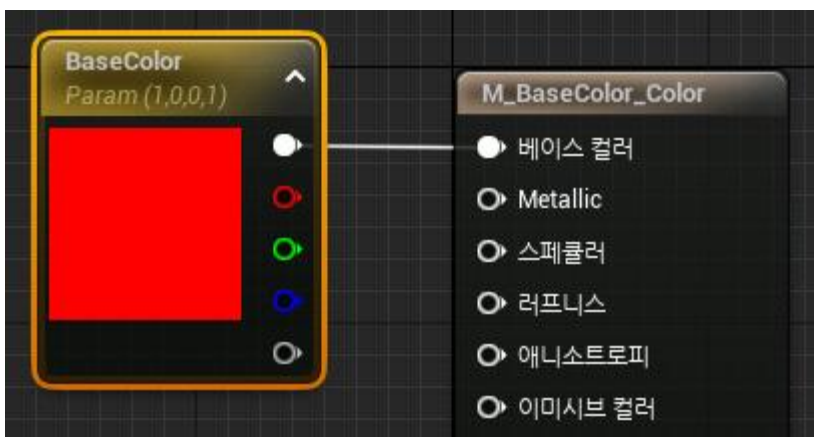 BaseColor
Param (1,0,0,1)
M_BaseColor_Color
베이스 컬러
Metallic
스페큘러
러프니스
애니소트로피
이미시브 컬러